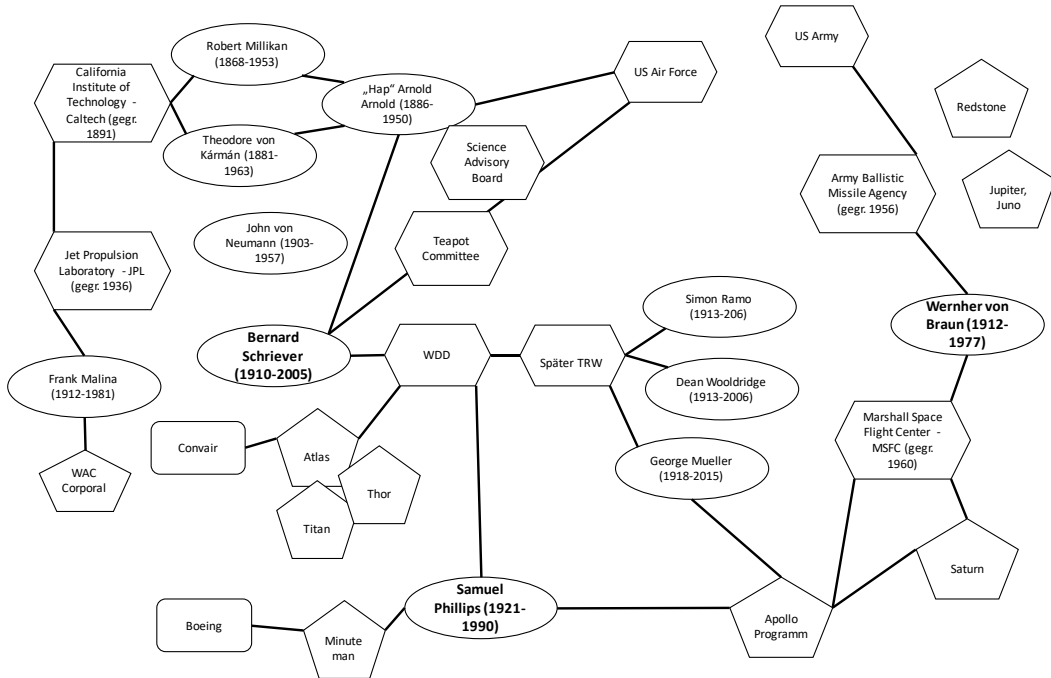 Robert Millikan
(1868-1953)
US Army
California
Institute of
Technology -
Caltech (gegr.
1891)
„Hap“ Arnold
Arnold (1886-
1950)
US Air Force
Redstone
Theodore von
Kármán (1881-
1963)
Science
Advisory
Board
Army Ballistic
Missile Agency
(gegr. 1956)
Jupiter,
Juno
John von
Neumann (1903-
1957)
Teapot
Committee
Jet Propulsion
Laboratory - JPL
(gegr. 1936)
Simon Ramo
(1913-206)
Wernher von
Braun (1912-
1977)
Bernard
Schriever
(1910-2005)
WDD
Später TRW
Frank Malina
(1912-1981)
Dean Wooldridge
(1913-2006)
Marshall Space
Flight Center -
MSFC (gegr.
1960)
Convair
Atlas
George Mueller
(1918-2015)
WAC
Corporal
Thor
Titan
Saturn
Samuel
Phillips (1921-
1990)
Apollo
Programm
Boeing
Minute
man